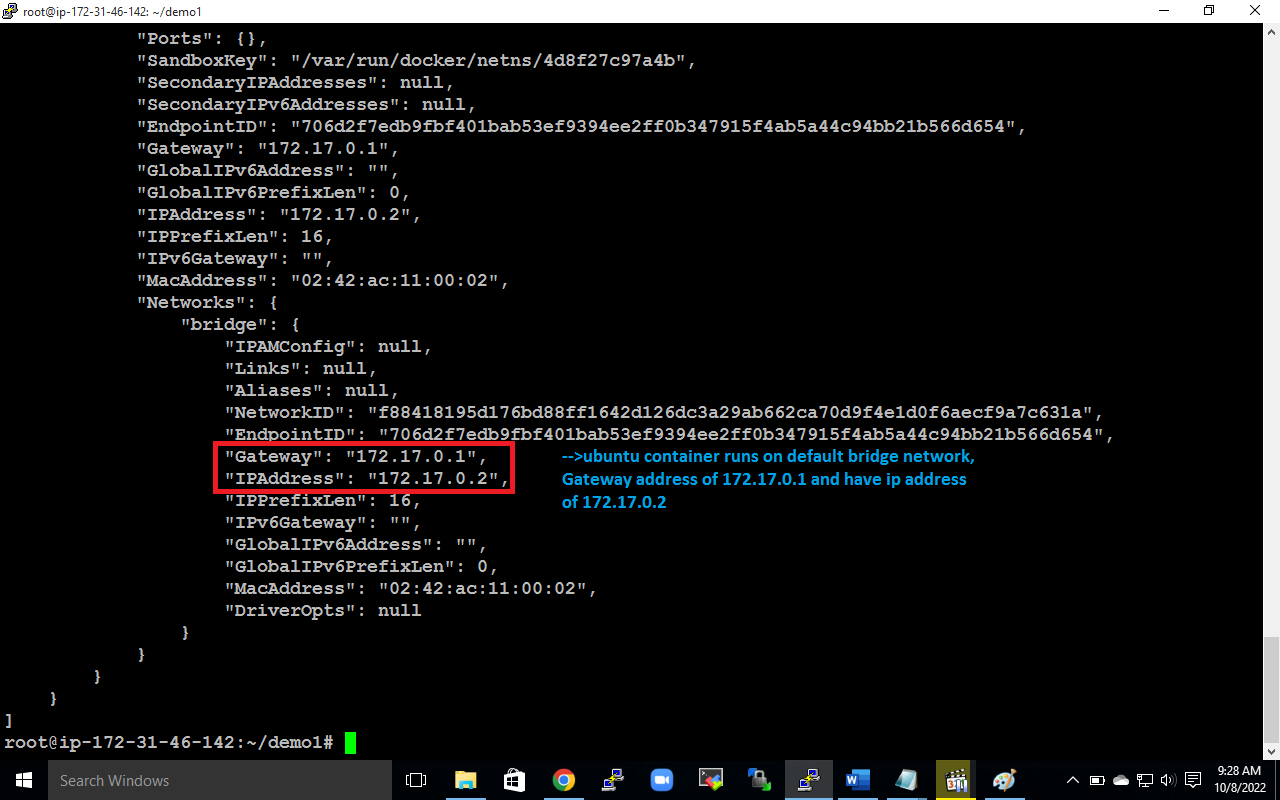 root@ip-172-31-46-142: ~/demo1
"Ports": {},
"SandboxKey": "/var/run/docker/netns/4d8f27c97a4b",
"SecondaryIPAddresses": null,
"SecondaryIPv6Addresses": null,
"EndpointID": "706d2f7edb9fbf401bab53ef9394ee2ff0b347915f4ab5a44c94bb21b566d654",
"Gateway": "172.17.0.1",
"GlobalIPv6Address": "",
"GlobalIPv6PrefixLen": 0,
"IPAddress": "172.17.0.2",
"IPPrefixLen": 16,
"IPv6Gateway": "",
"MacAddress": "02:42:ac:11:00:02",
"Networks": {
"bridge": {
"IPAMConfig": null,
"Links": null,
"Aliases": null,
"NetworkID": "f88418195d176bd88ff1642d126dc3a29ab662ca70d9f4e1d0f6aecf9a7c631a",
"EndpointID": "706d2f7edb9fbf401bab53ef9394ee2ff0b347915f4ab5a44c94bb21b566d654",
"Gateway": "172.17.0.1",
"IPAddress": "172.17.0.2",
-->ubuntu container runs on default bridge network,
Gateway address of 172.17.0.1 and have ip address
of 172.17.0.2
"IPPrefixLen": 16,
"IPv6Gateway": "",
"GlobalIPv6Address": "",
"GlobalIPv6PrefixLen": 0,
"MacAddress": "02:42:ac:11:00:02",
"DriverOpts": null
}
}
}
}
]
root@ip-172-31-46-142:~/demo1#
Search Windows
9:28 AM
10/8/2022